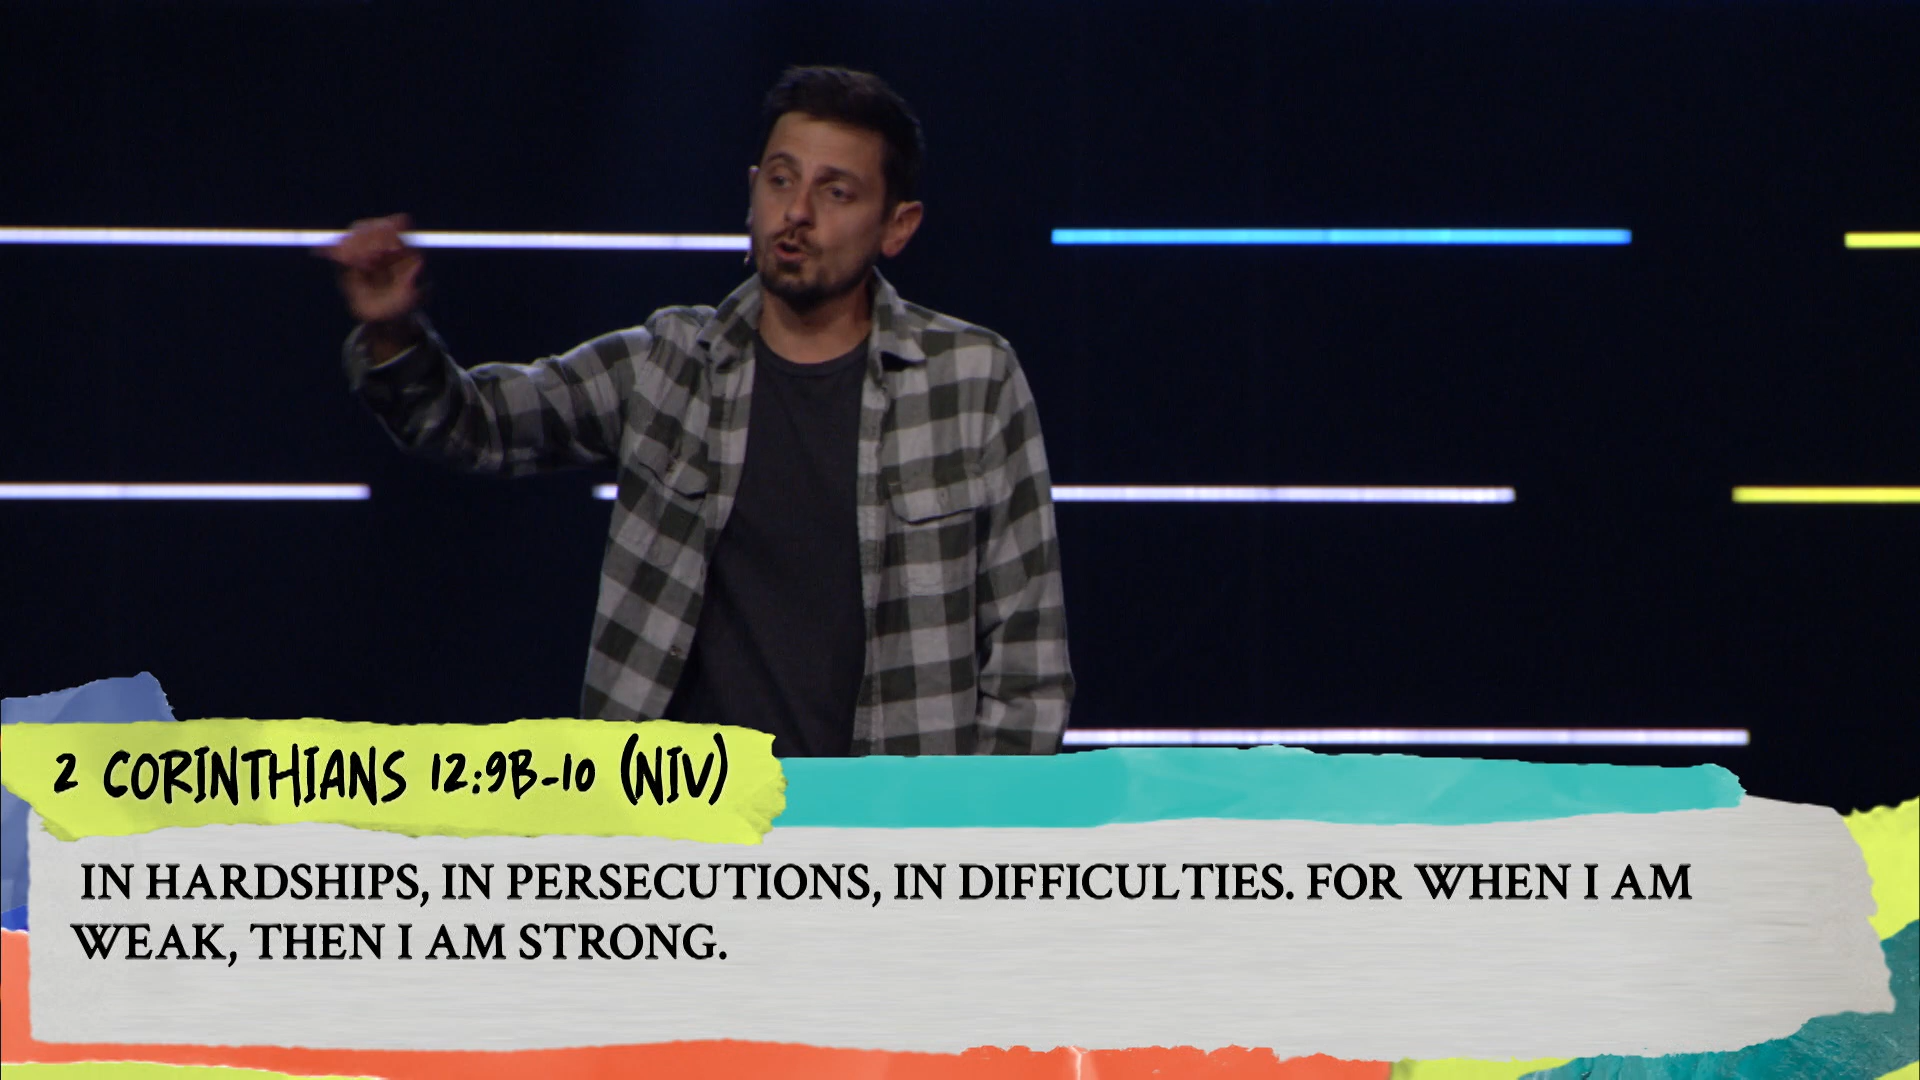 2 CORINTHIANS 12:9B-10 (NIV)
IN HARDSHIPS, IN PERSECUTIONS, IN DIFFICULTIES. FOR WHEN I AM
WEAK, THEN I AM STRONG.